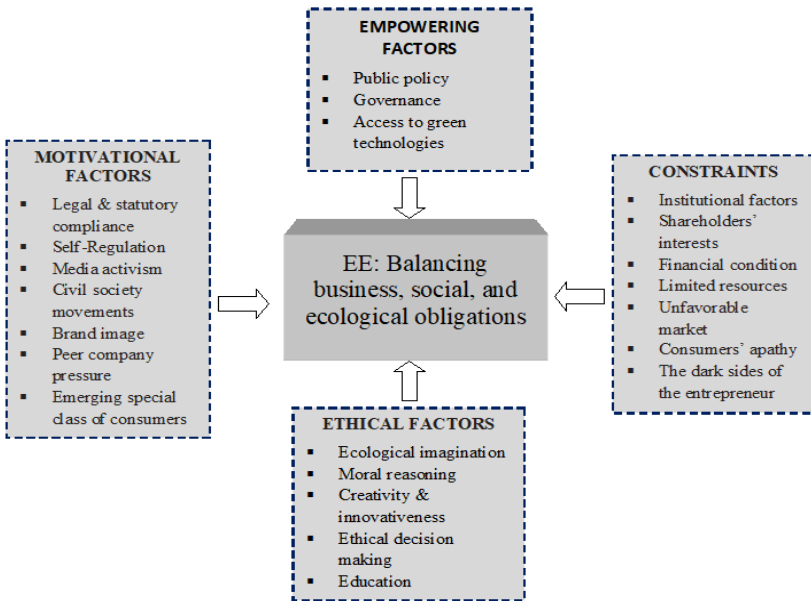 EMPOWERING
FACTORS
▪ Public policy
▪ Governance
▪ Access to green
technologies
MOTIVATIONAL
FACTORS
▪ Legal & statutory
compliance
▪ Self-Regulation
▪ Media activism
▪ Civil society
movements
▪ Brand image
▪ Peer company
pressure
▪ Emerging special
class of consumers
EE: Balancing
business, social, and
ecological obligations
CONSTRAINTS
▪ Institutional factors
▪ Shareholders’
interests
▪ Financial condition
▪ Limited resources
▪ Unfavorable
market
▪ Consumers’ apathy
▪ The dark sides of
the entrepreneur
ETHICAL FACTORS
▪ Ecological imagination
▪ Moral reasoning
▪ Creativity &
innovativeness
▪ Ethical decision
making
▪ Education